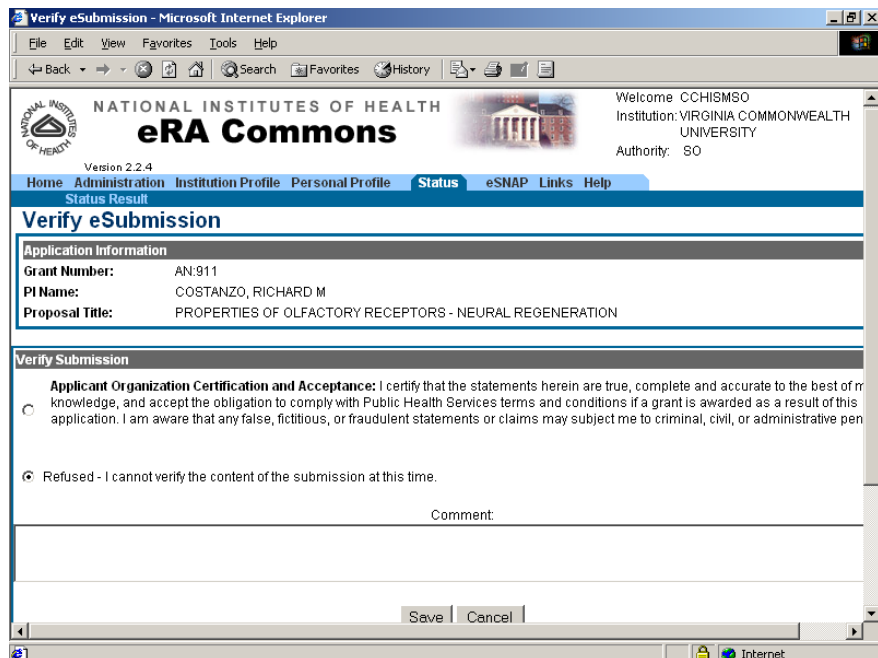 Verify eSubmission - Microsoft Internet Explorer
File Edit View Favorites Tools Help
Back Search Favorites History
NATIONAL INSTITUTES OF HEALTH
eRA Commons
Version 2.2.4
Welcome CCHISMSO
Institution: VIRGINIA COMMONWEALTH
UNIVERSITY
Authority: SO
Home Administration Institution Profile Personal Profile Status eSNAP Links Help
Status Result
Verify eSubmission
Application Information
Grant Number: AN:911
PI Name: COSTANZO, RICHARD M
Proposal Title: PROPERTIES OF OLFACTORY RECEPTORS - NEURAL REGENERATION
Verify Submission
Applicant Organization Certification and Acceptance: I certify that the statements herein are true, complete and accurate to the best of m
knowledge, and accept the obligation to comply with Public Health Services terms and conditions if a grant is awarded as a result of this
application. I am aware that any false, fictitious, or fraudulent statements or claims may subject me to criminal, civil, or administrative pen
Refused - I cannot verify the content of the submission at this time.
Comment:
Save Cancel
Internet